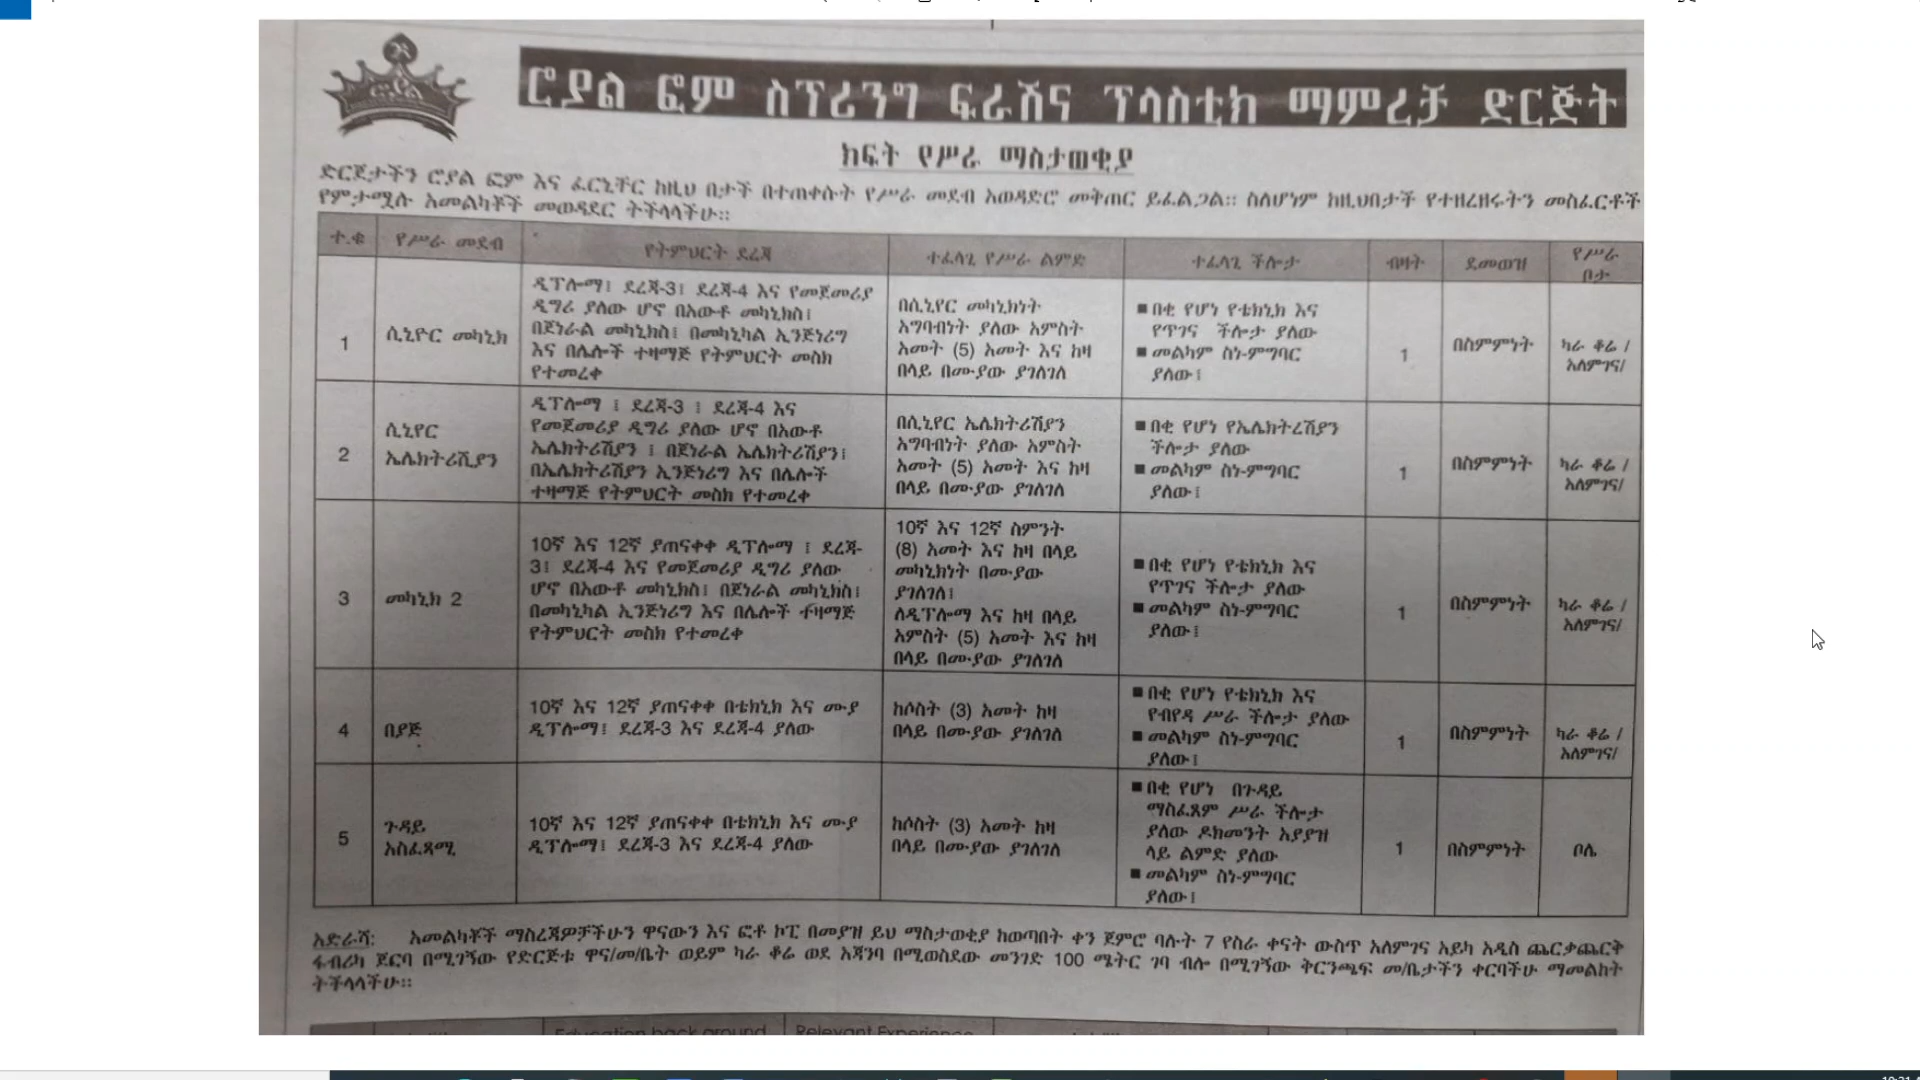 ሮያል
ሮያል ፎም ስፕሪንግ ፍራሽና ፕላስቲክ ማምረቻ ድርጅት
ክፍት የሥራ ማስታወቂያ
ድርጅታችን ሮያል ፎም እና ፈርኒቸር ከዚህ በታች በተጠቀሱት የሥራ መደብ አወዳድሮ መቅጠር ይፈልጋል፡፡ ስለሆነም ከዚህበታች የተዘረዘሩትን መስፈርቶች
የምታሟሉ አመልካቾች መወዳደር ትችላላችሁ፡፡
ተ.ቁ የሥራ መደብ የትምህርት ደረጃ ተፈላጊ የሥራ ልምድ ተፈላጊ ችሎታ ብዛት ደመወዝ የሥራ
ቦታ
1
ሲኒዮር መካኒክ
ዲፕሎማ፤ ደረጃ-3፤ ደረጃ-4 እና የመጀመሪያ
ዲግሪ ያለው ሆኖ በአውቶ መካኒክስ፤
በጀነራል መካኒክስ፤ በመካኒካል ኢንጅነሪግ
እና በሌሎች ተዛማጅ የትምህርት መስክ
የተመረቀ
በሲኒየር መካኒክነት
አግባብነት ያለው አምስት
አመት (5) አመት እና ከዛ
በላይ በሙያው ያገለገለ
■ በቂ የሆነ የቴክኒክ እና
የጥገና ችሎታ ያለው
■ መልካም ስነ-ምግባር
ያለው፤
1
በስምምነት
ካራ ቆሬ /
አለምገና/
2
ሲኒየር
ኤሌክትሪሺያን
ዲፕሎማ ፤ ደረጃ-3 ፤ ደረጃ-4 እና
የመጀመሪያ ዲግሪ ያለው ሆኖ በአውቶ
ኤሌክትሪሽያን ፤ በጀነራል ኤሌክትሪሽያን፤
በኤሌክትሪሽያን ኢንጅነሪግ እና በሌሎች
ተዛማጅ የትምህርት መስክ የተመረቀ
በሲኒየር ኤሌክትሪሽያን
አግባብነት ያለው አምስት
አመት (5) አመት እና ከዛ
በላይ በሙያው ያገለገለ
■ በቂ የሆነ የኤሌክትረሽያን
ችሎታ ያለው
■ መልካም ስነ-ምግባር
ያለው፤
1
በስምምነት
ካራ ቆሬ /
አለምገና/
3
መካኒክ 2
10ኛ እና 12ኛ ያጠናቀቀ ዲፕሎማ ፤ ደረጃ-
3፤ ደረጃ-4 እና የመጀመሪያ ዲግሪ ያለው
ሆኖ በአውቶ መካኒክስ፤ በጀነራል መካኒክስ፤
በመካኒካል ኢንጅነሪግ እና በሌሎች ተዛማጅ
የትምህርት መስክ የተመረቀ
10ኛ እና 12ኛ ስምንት
(8) አመት እና ከዛ በላይ
መካኒክነት በሙያው
ያገለገለ፤
ለዲፕሎማ እና ከዛ በላይ
አምስት (5) አመት እና ከዛ
በላይ በሙያው ያገለገለ
■ በቂ የሆነ የቴክኒክ እና
የጥገና ችሎታ ያለው
■ መልካም ስነ-ምግባር
ያለው፤
1
በስምምነት
ካራ ቆሬ /
አለምገና/
4
በያጅ
10ኛ እና 12ኛ ያጠናቀቀ በቴክኒክ እና ሙያ
ዲፕሎማ፤ ደረጃ-3 እና ደረጃ-4 ያለው
ከሶስት (3) አመት ከዛ
በላይ በሙያው ያገለገለ
■ በቂ የሆነ የቴክኒክ እና
የብየዳ ሥራ ችሎታ ያለው
■ መልካም ስነ-ምግባር
ያለው፤
1
በስምምነት
ካራ ቆሬ /
አለምገና/
5
ጉዳይ
አስፈጻሚ
10ኛ እና 12ኛ ያጠናቀቀ በቴክኒክ እና ሙያ
ዲፕሎማ፤ ደረጃ-3 እና ደረጃ-4 ያለው
ከሶስት (3) አመት ከዛ
በላይ በሙያው ያገለገለ
■ በቂ የሆነ በጉዳይ
ማስፈጸም ሥራ ችሎታ
ያለው ዶክመንት አያያዝ
ላይ ልምድ ያለው
■ መልካም ስነ-ምግባር
ያለው፤
1
በስምምነት
ቦሌ
አድራሻ: አመልካቾች ማስረጃዎቻችሁን ዋናውን እና ፎቶ ኮፒ በመያዝ ይህ ማስታወቂያ ከወጣበት ቀን ጀምሮ ባሉት 7 የስራ ቀናት ውስጥ አለምገና አይካ አዲስ ጨርቃጨርቅ
ፋብሪካ ጀርባ በሚገኘው የድርጅቱ ዋና/መ/ቤት ወይም ካራ ቆሬ ወደ አጃንባ በሚወስደው መንገድ 100 ሜትር ገባ ብሎ በሚገኘው ቅርንጫፍ መ/ቤታችን ቀርባችሁ ማመልከት
ትችላላችሁ፡፡
Education back ground Relevant Experience